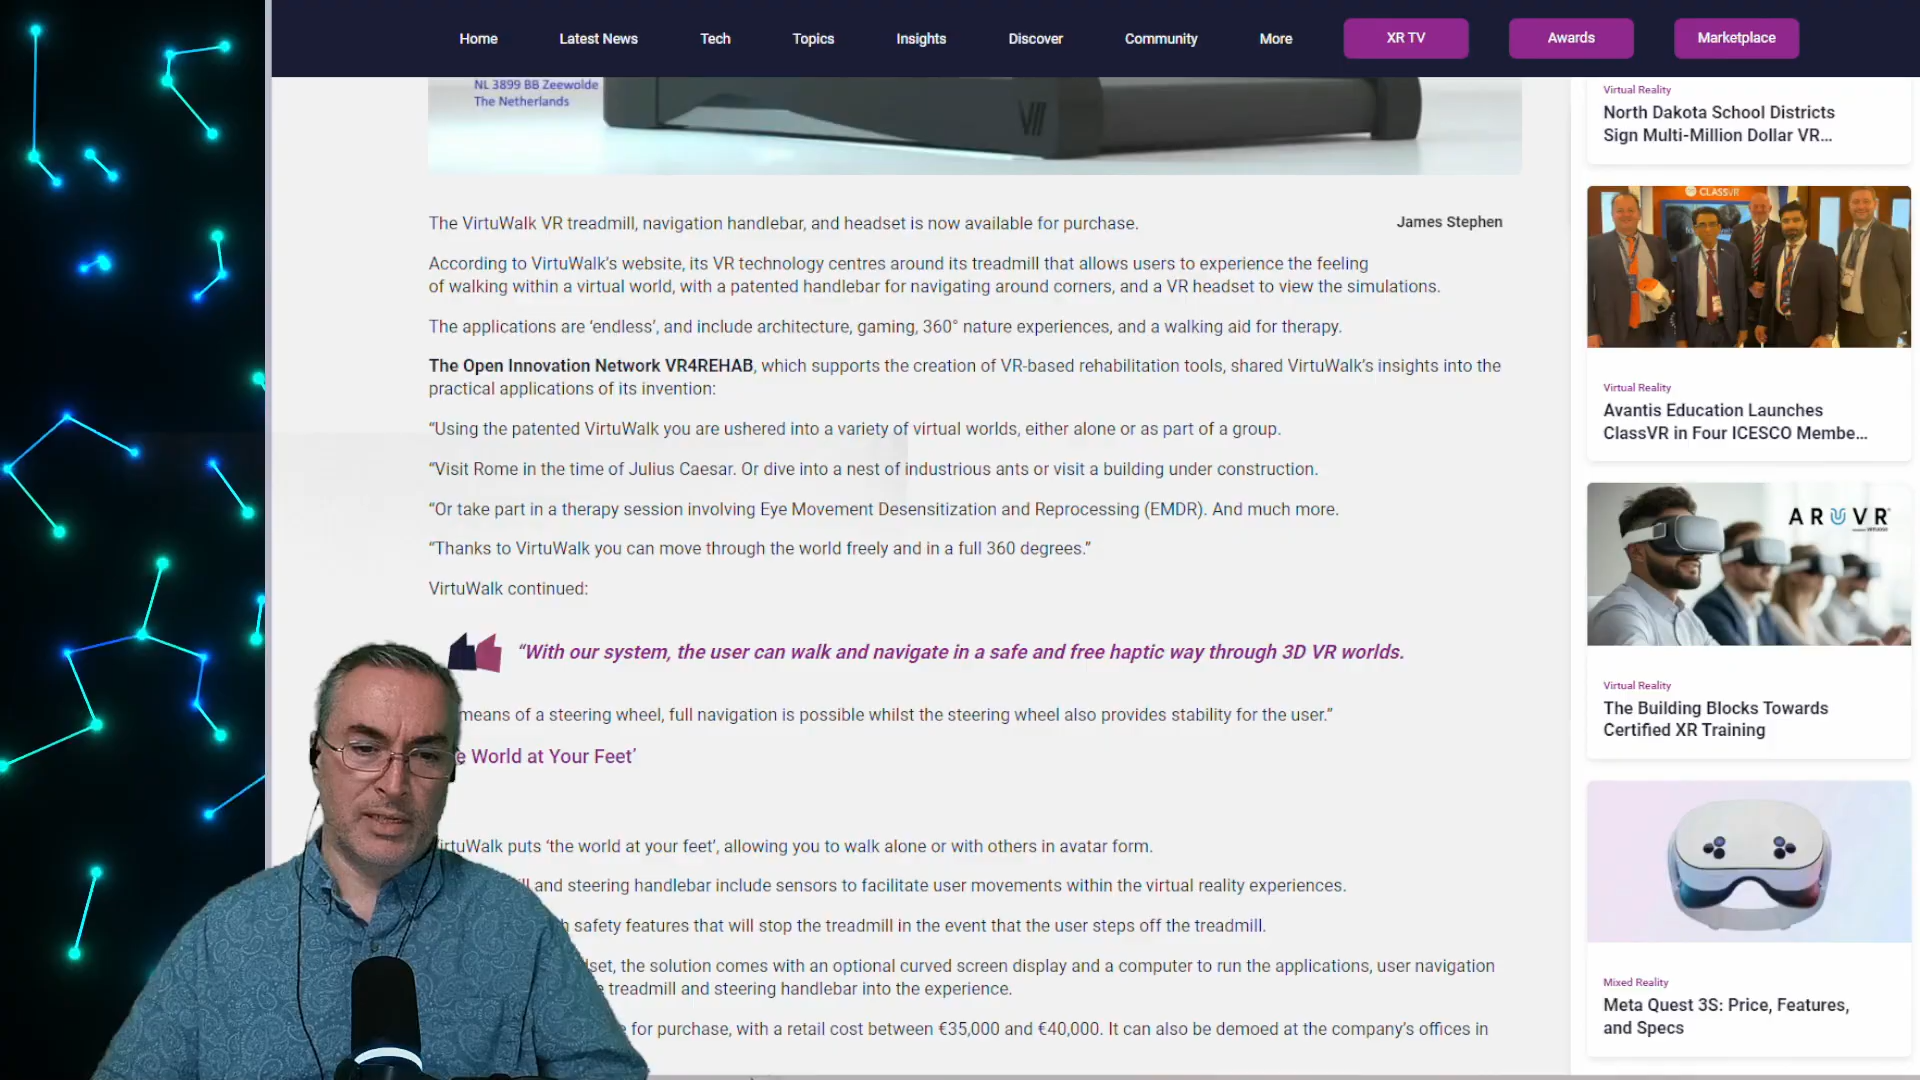 Home
Latest News
Tech
Topics
Insights
Discover
Community
More
XR TV
Awards
Marketplace
NL 3899 BB Zeewolde
The Netherlands
The VirtuWalk VR treadmill, navigation handlebar, and headset is now available for purchase.
James Stephen
According to VirtuWalk’s website, its VR technology centres around its treadmill that allows users to experience the feeling
of walking within a virtual world, with a patented handlebar for navigating around corners, and a VR headset to view the simulations.
The applications are ‘endless’, and include architecture, gaming, 360° nature experiences, and a walking aid for therapy.
The Open Innovation Network VR4REHAB, which supports the creation of VR-based rehabilitation tools, shared VirtuWalk’s insights into the
practical applications of its invention:
“Using the patented VirtuWalk you are ushered into a variety of virtual worlds, either alone or as part of a group.
“Visit Rome in the time of Julius Caesar. Or dive into a nest of industrious ants or visit a building under construction.
“Or take part in a therapy session involving Eye Movement Desensitization and Reprocessing (EMDR). And much more.
“Thanks to VirtuWalk you can move through the world freely and in a full 360 degrees.”
VirtuWalk continued:
“With our system, the user can walk and navigate in a safe and free haptic way through 3D VR worlds.
means of a steering wheel, full navigation is possible whilst the steering wheel also provides stability for the user.”
World at Your Feet’
VirtuWalk puts ‘the world at your feet’, allowing you to walk alone or with others in avatar form.
and steering handlebar include sensors to facilitate user movements within the virtual reality experiences.
safety features that will stop the treadmill in the event that the user steps off the treadmill.
the solution comes with an optional curved screen display and a computer to run the applications, user navigation
treadmill and steering handlebar into the experience.
for purchase, with a retail cost between €35,000 and €40,000. It can also be demoed at the company’s offices in
Virtual Reality
North Dakota School Districts
Sign Multi-Million Dollar VR...
CLASSVR
Virtual Reality
Avantis Education Launches
ClassVR in Four ICESCO Membe...
ARUVR
Virtual Reality
The Building Blocks Towards
Certified XR Training
Mixed Reality
Meta Quest 3S: Price, Features,
and Specs